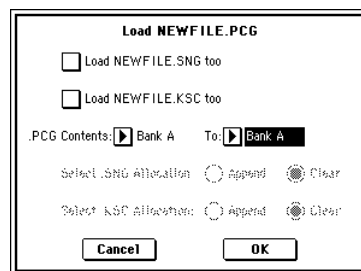 Load NEWFILE.PCG
Load NEWFILE.SNG too
Load NEWFILE.KSC too
.PCG Contents: Bank A To: Bank A
Select .SNG Allocation: Append Clear
Select .KSC Allocation: Append Clear
Cancel OK